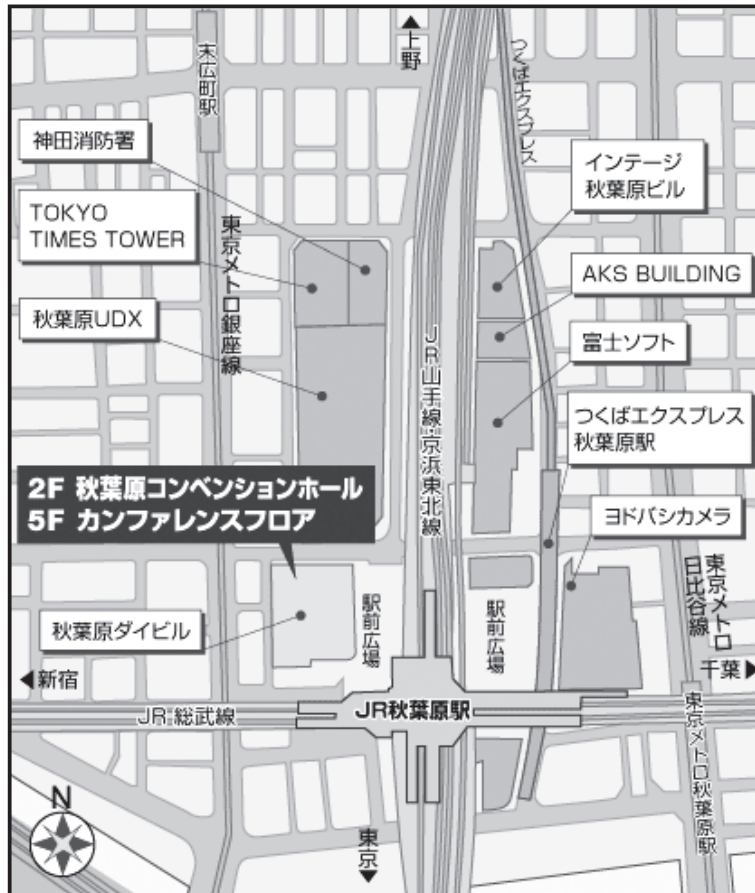 上野
末広町駅
つくばエクスプレス
神田消防署
インテージ
秋葉原ビル
TOKYO
TIMES TOWER
東京メトロ銀座線
AKS BUILDING
秋葉原UDX
JR山手線・京浜東北線
富士ソフト
つくばエクスプレス
秋葉原駅
2F 秋葉原コンベンションホール
5F カンファレンスフロア
ヨドバシカメラ
東京メトロ
日比谷線
秋葉原ダイビル
駅前広場
駅前広場
新宿
千葉
JR 総武線
JR秋葉原駅
東京メトロ秋葉原駅
N
東京